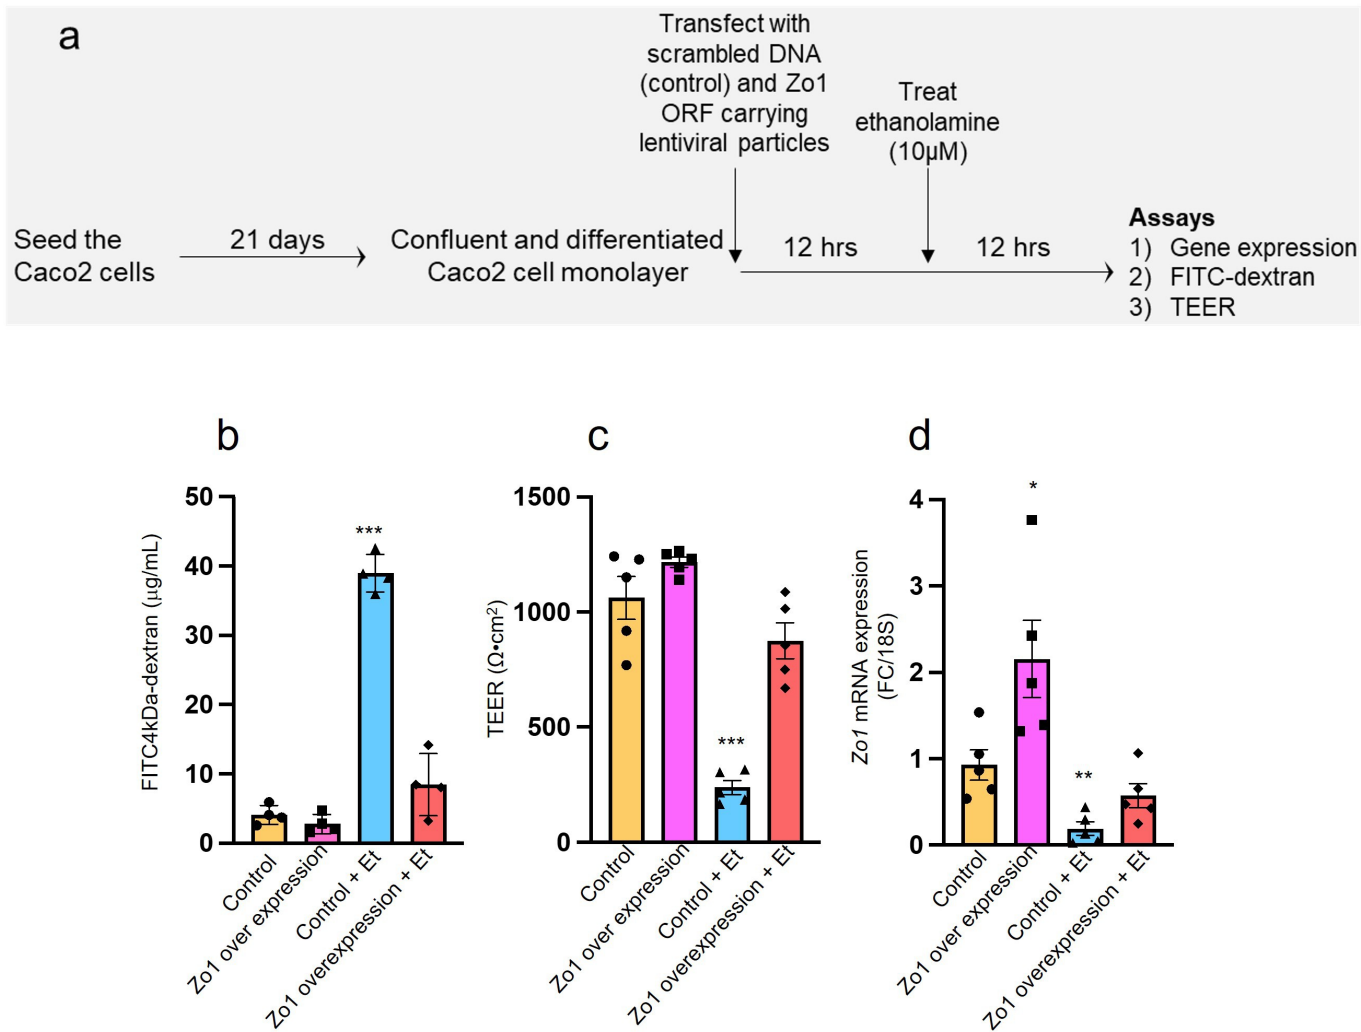 a
Transfect with
scrambled DNA
(control) and Zo1
ORF carrying
lentiviral particles
Treat
ethanolamine
(10µM)
Seed the
Caco2 cells
21 days
Confluent and differentiated
Caco2 cell monolayer
12 hrs
12 hrs
Assays
1) Gene expression
2) FITC-dextran
3) TEER
b
FITC4kDa-dextran (µg/mL)
50
40
30
20
10
0
***
Control
Zo1 over expression
Control + Et
Zo1 overexpression + Et
c
TEER (Ω•cm²)
1500
1000
500
0
***
Control
Zo1 over expression
Control + Et
Zo1 overexpression + Et
d
Zo1 mRNA expression
(FC/18S)
4
3
2
1
0
*
**
Control
Zo1 over expression
Control + Et
Zo1 overexpression + Et